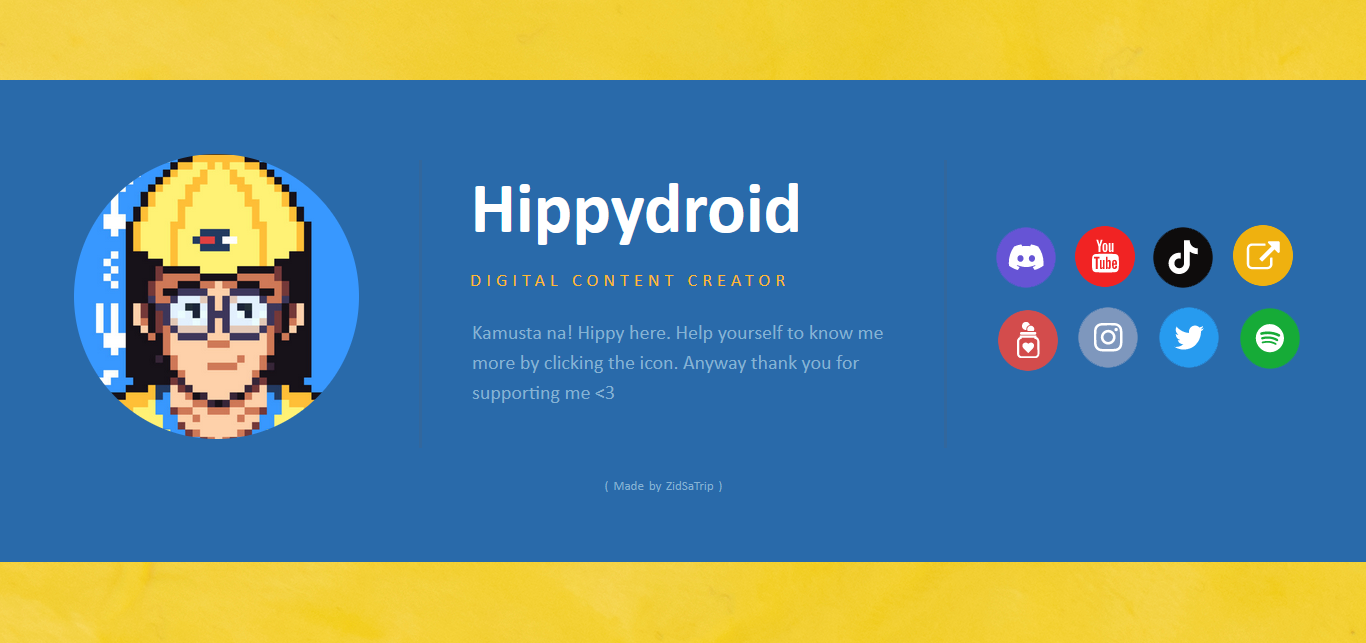 Hippydroid
DIGITAL CONTENT CREATOR
Kamusta na! Hippy here. Help yourself to know me
more by clicking the icon. Anyway thank you for
supporting me <3
You
Tube
( Made by ZidSaTrip )